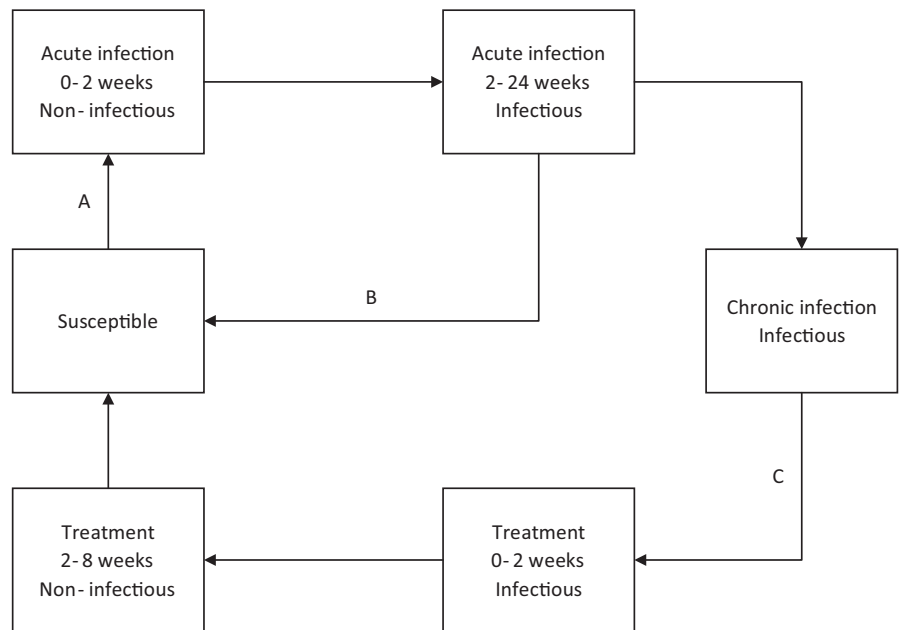 Acute infection
0-2 weeks
Non-infectious
Acute infection
2-24 weeks
Infectious
A
Susceptible
B
Chronic infection
Infectious
C
Treatment
2-8 weeks
Non-infectious
Treatment
0-2 weeks
Infectious